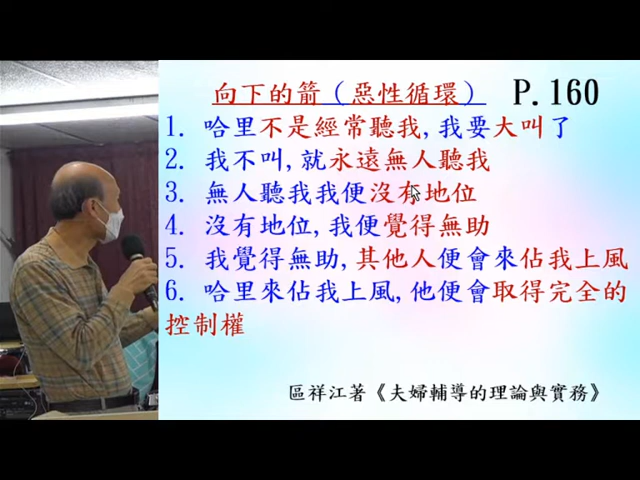 向下的箭（惡性循環） P.160
1. 哈里不是經常聽我,我要大叫了
2. 我不叫,就永遠無人聽我
3. 無人聽我我便沒有地位
4. 沒有地位,我便覺得無助
5. 我覺得無助,其他人便會來佔我上風
6. 哈里來佔我上風,他便會取得完全的
控制權
區祥江著《夫婦輔導的理論與實務》